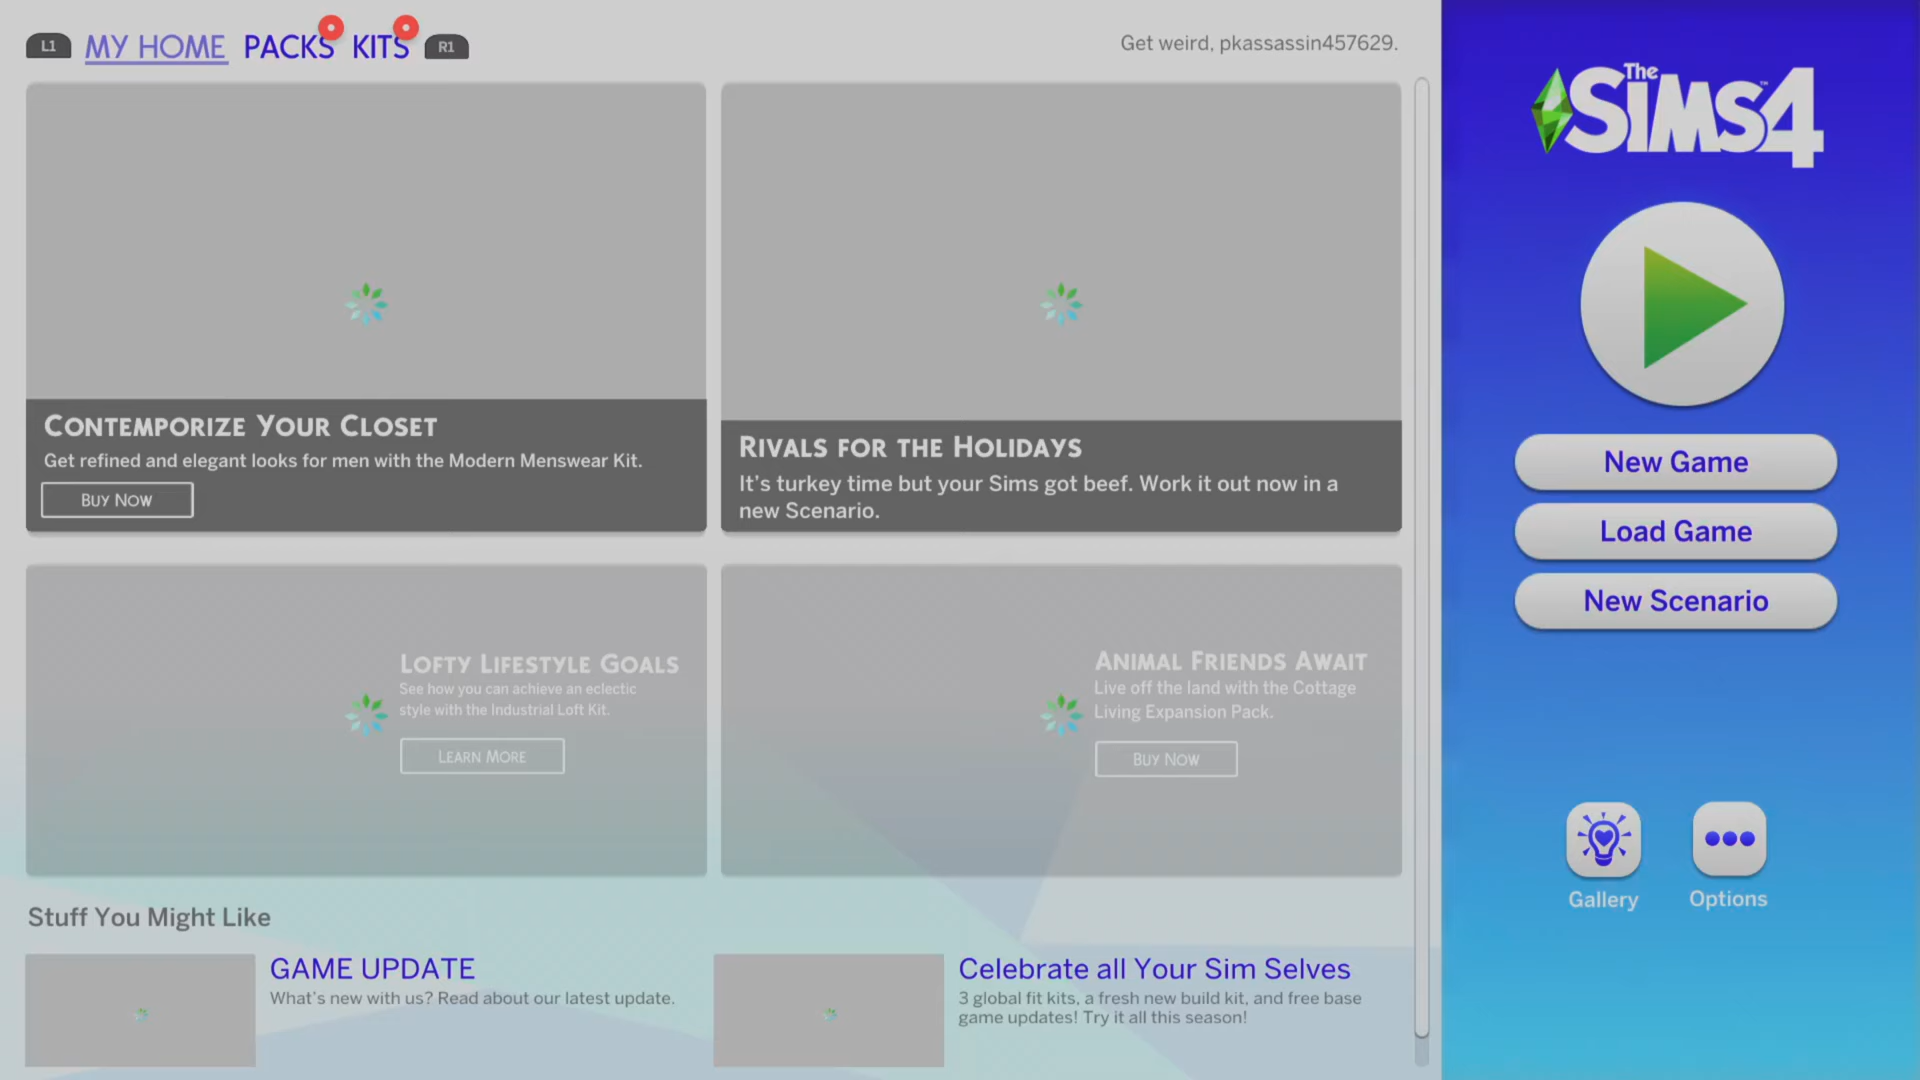 L1 MY HOME PACKS KITS R1
Get weird, pkassassin457629.
CONTEMPORIZE YOUR CLOSET
Get refined and elegant looks for men with the Modern Menswear Kit.
BUY NOW
RIVALS FOR THE HOLIDAYS
It's turkey time but your Sims got beef. Work it out now in a
new Scenario.
LOFTY LIFESTYLE GOALS
See how you can achieve an eclectic
style with the Industrial Loft Kit.
LEARN MORE
ANIMAL FRIENDS AWAIT
Live off the land with the Cottage
Living Expansion Pack.
BUY NOW
Stuff You Might Like
GAME UPDATE
What's new with us? Read about our latest update.
Celebrate all Your Sim Selves
3 global fit kits, a fresh new build kit, and free base
game updates! Try it all this season!
The SiMS 4
New Game
Load Game
New Scenario
Gallery
Options